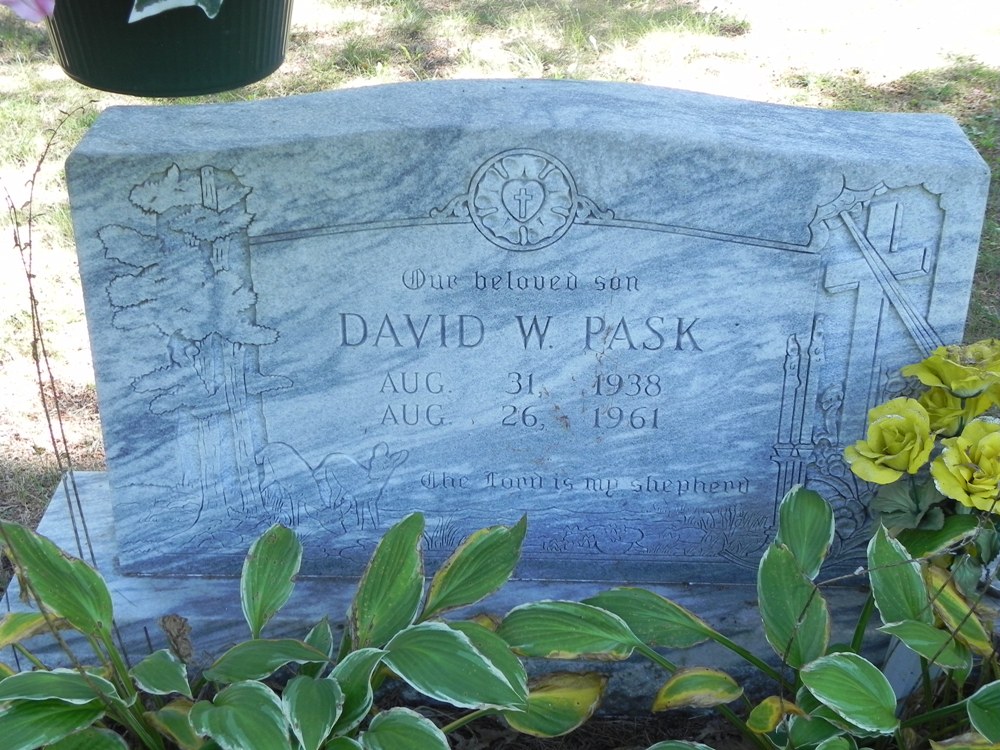 Our beloved son
DAVID W. PASK
AUG. 31, 1938
AUG. 26, 1961
The Lord is my shepherd